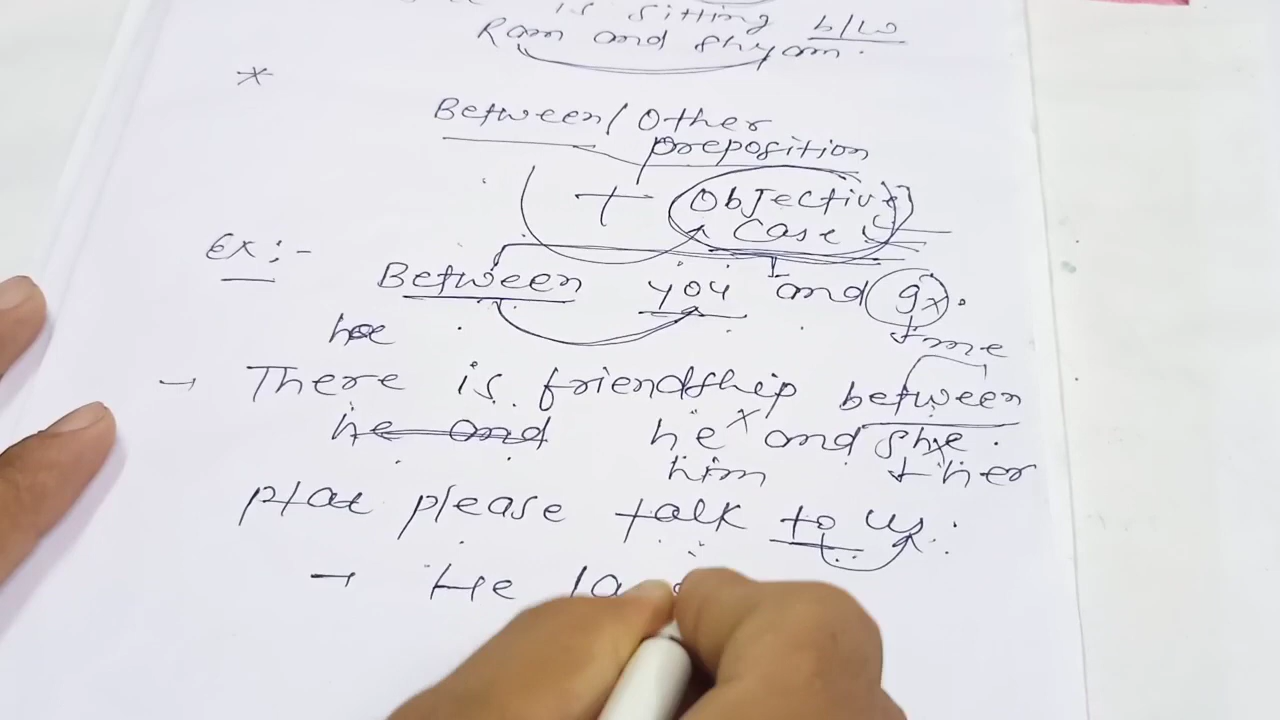 is sitting b/w
Ram and Shyam.
*
Between/Other
preposition
+ Objective
Case
Ex:-
Between you and I x.
↓ me
→ There is friendship between
he and he x and she x.
him ↓ her
please talk to us.
→ He la